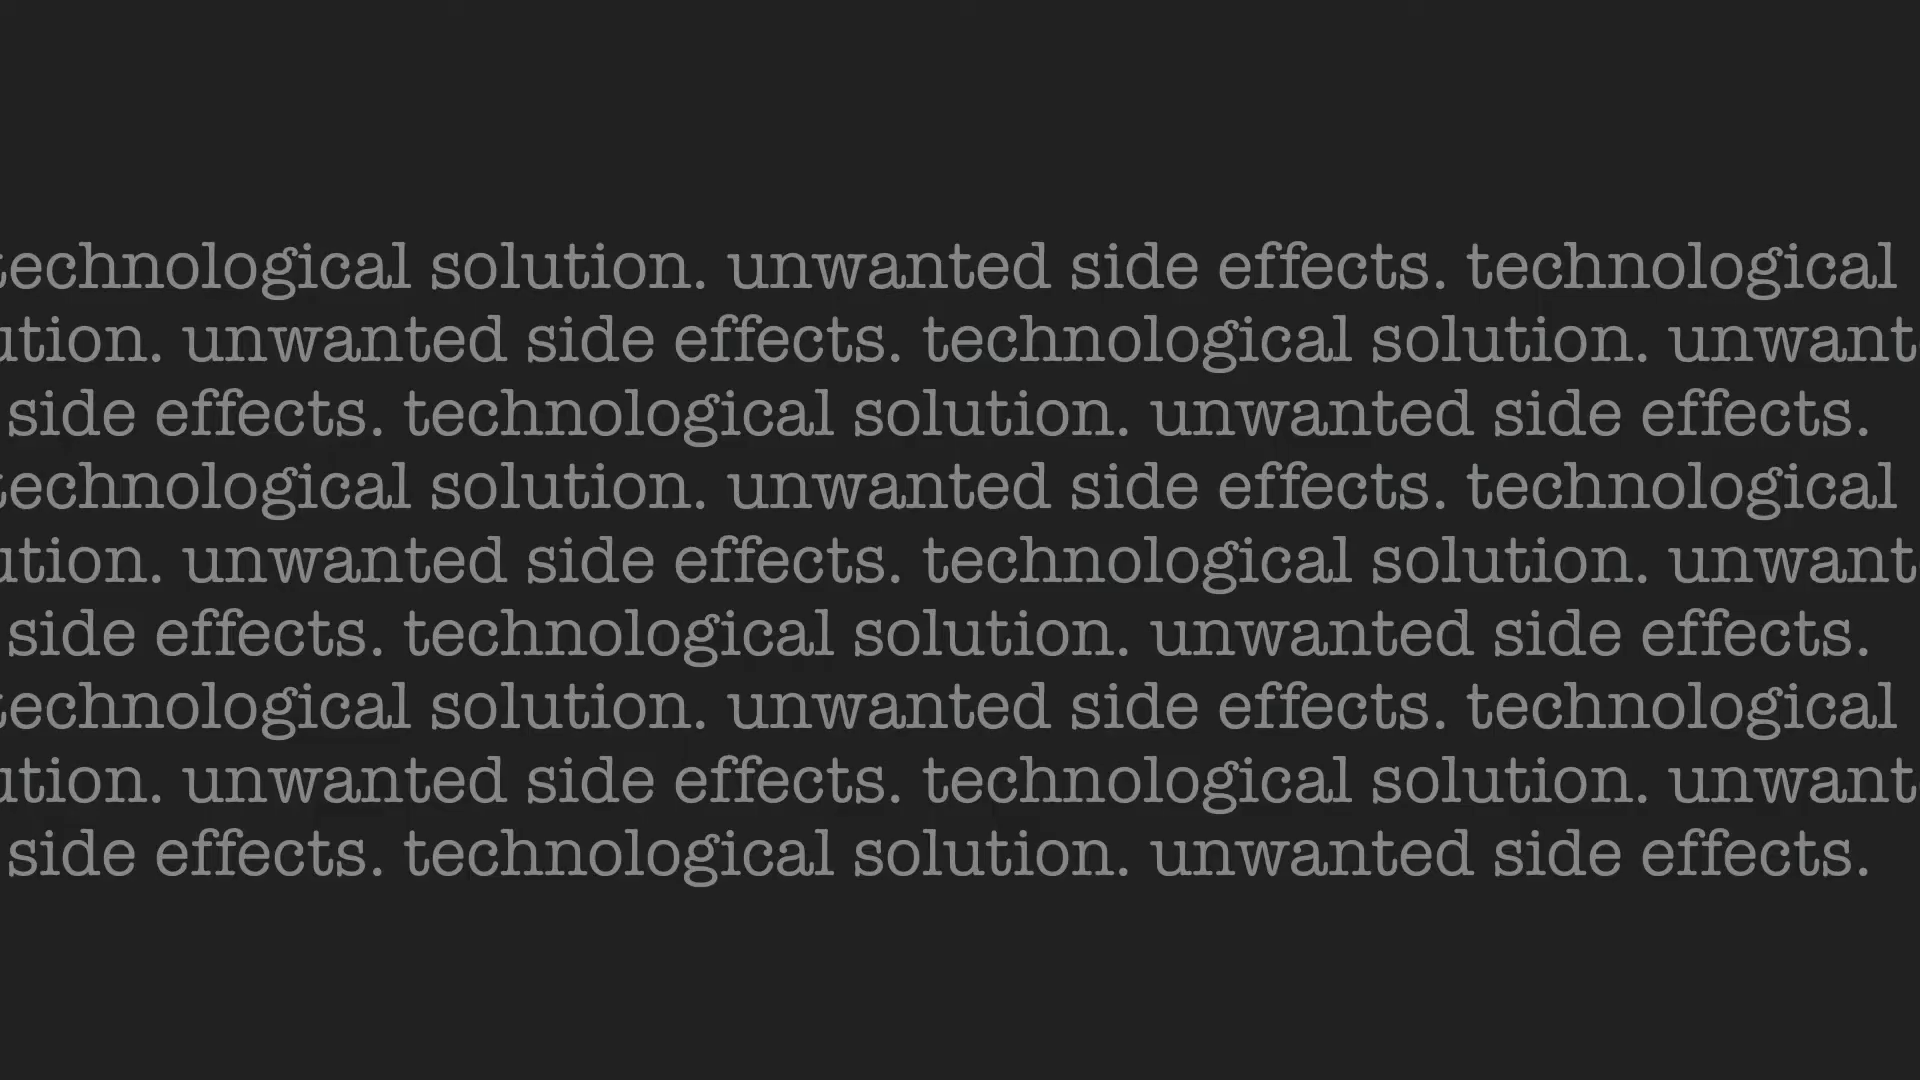 technological solution. unwanted side effects. technological
ution. unwanted side effects. technological solution. unwant
side effects. technological solution. unwanted side effects.
technological solution. unwanted side effects. technological
ution. unwanted side effects. technological solution. unwant
side effects. technological solution. unwanted side effects.
technological solution. unwanted side effects. technological
ution. unwanted side effects. technological solution. unwant
side effects. technological solution. unwanted side effects.